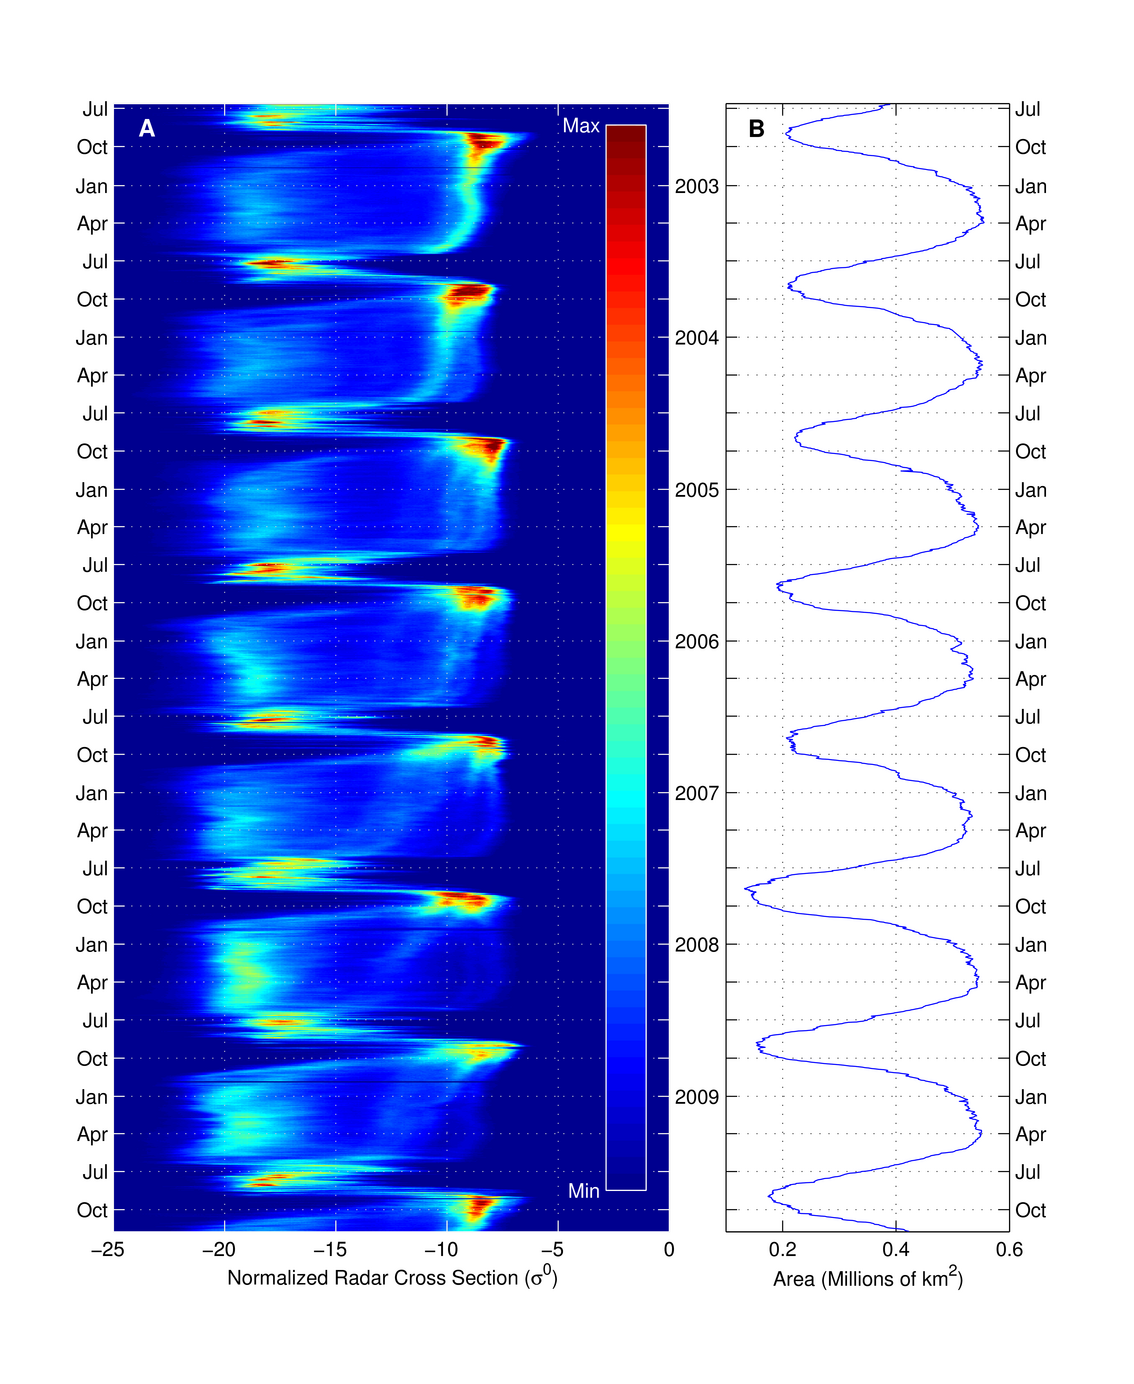 A
B
Max
Min
Jul
Oct
Jan
Apr
Jul
Oct
Jan
Apr
Jul
Oct
Jan
Apr
Jul
Oct
Jan
Apr
Jul
Oct
Jan
Apr
Jul
Oct
Jan
Apr
Jul
Oct
Jan
Apr
Jul
Oct
2003
2004
2005
2006
2007
2008
2009
Jul
Oct
Jan
Apr
Jul
Oct
Jan
Apr
Jul
Oct
Jan
Apr
Jul
Oct
Jan
Apr
Jul
Oct
Jan
Apr
Jul
Oct
Jan
Apr
Jul
Oct
Jan
Apr
Jul
Oct
−25 −20 −15 −10 −5 0
Normalized Radar Cross Section (σ⁰)
0.2 0.4 0.6
Area (Millions of km²)